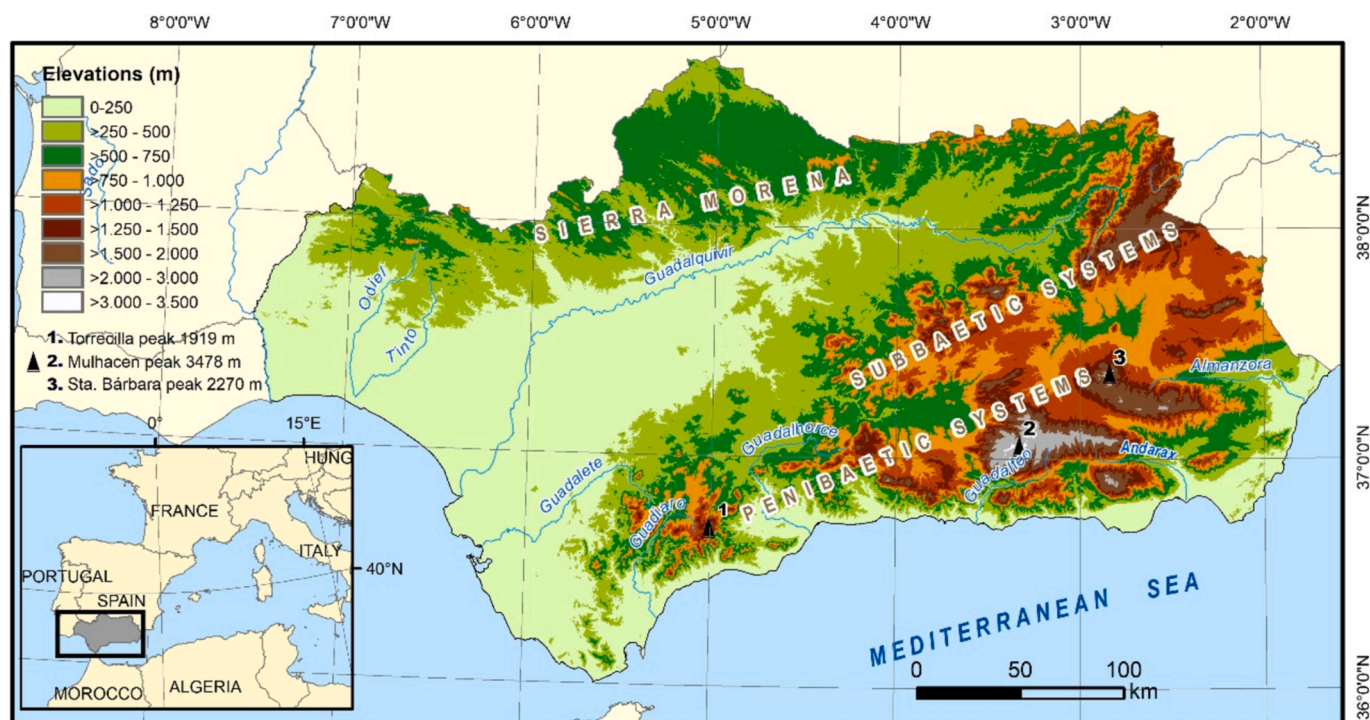 8°0'0"W 7°0'0"W 6°0'0"W 5°0'0"W 4°0'0"W 3°0'0"W 2°0'0"W
Elevations (m)
0-250
>250 - 500
>500 - 750
>750 - 1.000
>1.000 - 1.250
>1.250 - 1.500
>1.500 - 2.000
>2.000 - 3.000
>3.000 - 3.500
1. Torrecilla peak 1919 m
2. Mulhacen peak 3478 m
3. Sta. Bárbara peak 2270 m
Sado
SIERRA MORENA
Odiel
Tinto
Guadalquivir
SUBBAETIC SYSTEMS
PENIBAETIC SYSTEMS
3
Almanzora
2
Andarax
Guadalfeo
Guadalhorce
Guadalete
Guadiaro
1
38°0'0"N
37°0'0"N
36°0'0"N
MEDITERRANEAN SEA
0 50 100
km
0° 15°E
HUNG
FRANCE
ITALY
40°N
PORTUGAL
SPAIN
MOROCCO
ALGERIA